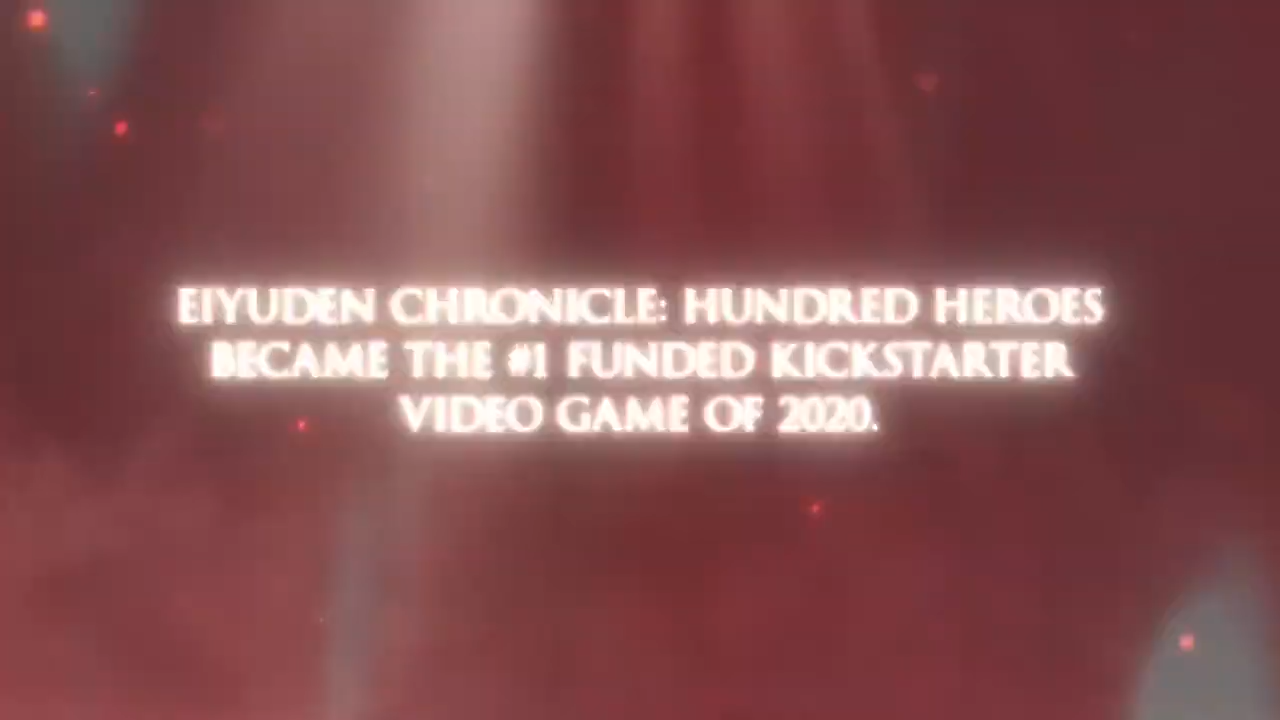 EIYUDEN CHRONICLE: HUNDRED HEROES
BECAME THE #1 FUNDED KICKSTARTER
VIDEO GAME OF 2020.